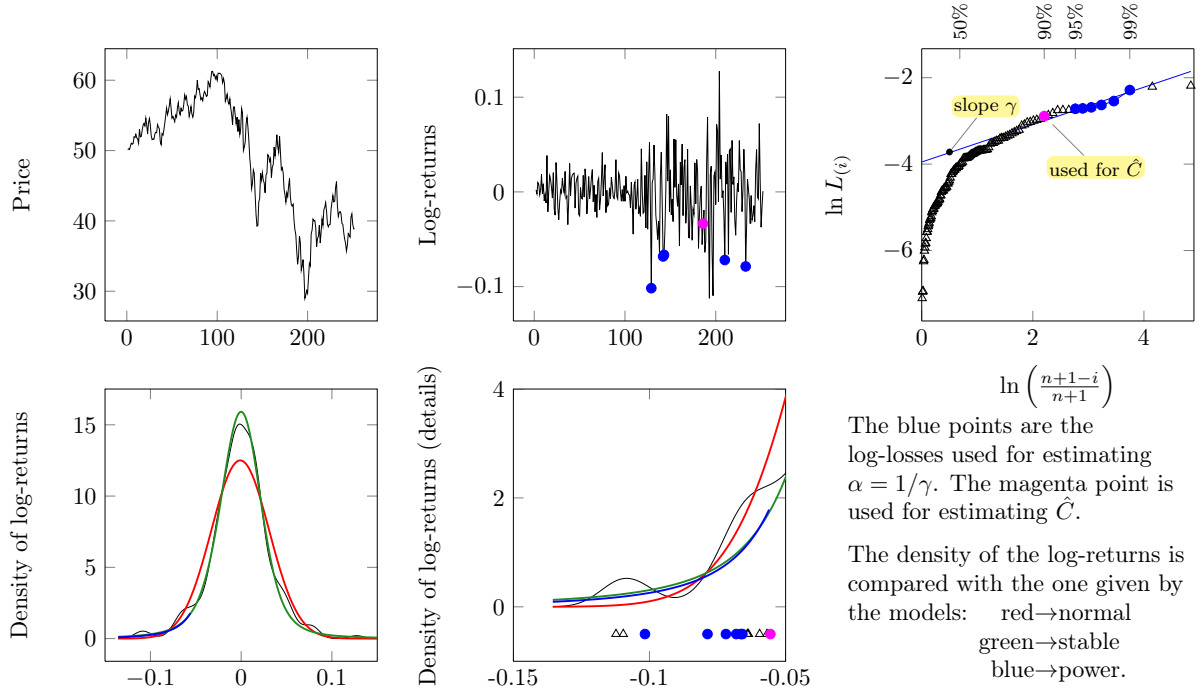 50%
90%
95%
99%
60
50
40
30
0
100
200
Price
0.1
0
−0.1
0
100
200
Log-returns
−2
−4
−6
0
2
4
ln L(i)
slope γ
used for Ĉ
ln (n+1−i / n+1)
15
10
5
0
−0.1
0
0.1
Density of log-returns
4
2
0
-0.15
-0.1
-0.05
Density of log-returns (details)
The blue points are the
log-losses used for estimating
α = 1/γ. The magenta point is
used for estimating Ĉ.
The density of the log-returns is
compared with the one given by
the models: red→normal
green→stable
blue→power.